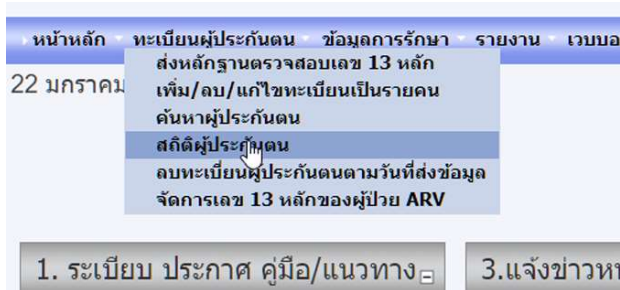 หน้าหลัก ทะเบียนผู้ประกันตน ข้อมูลการรักษา รายงาน เวบบอ
ส่งหลักฐานตรวจสอบเลข 13 หลัก
22 มกราคม
เพิ่ม/ลบ/แก้ไขทะเบียนเป็นรายคน
ค้นหาผู้ประกันตน
สถิติผู้ประกันตน
ลบทะเบี่ยนผู้ประกันตนตามวันที่ส่งข้อมูล
จัดการเลข 13 หลักของผู้ป่วย ARV
1. ระเบียบ ประกาศ คู่มือ/แนวทาง 3.แจ้งข่าวห